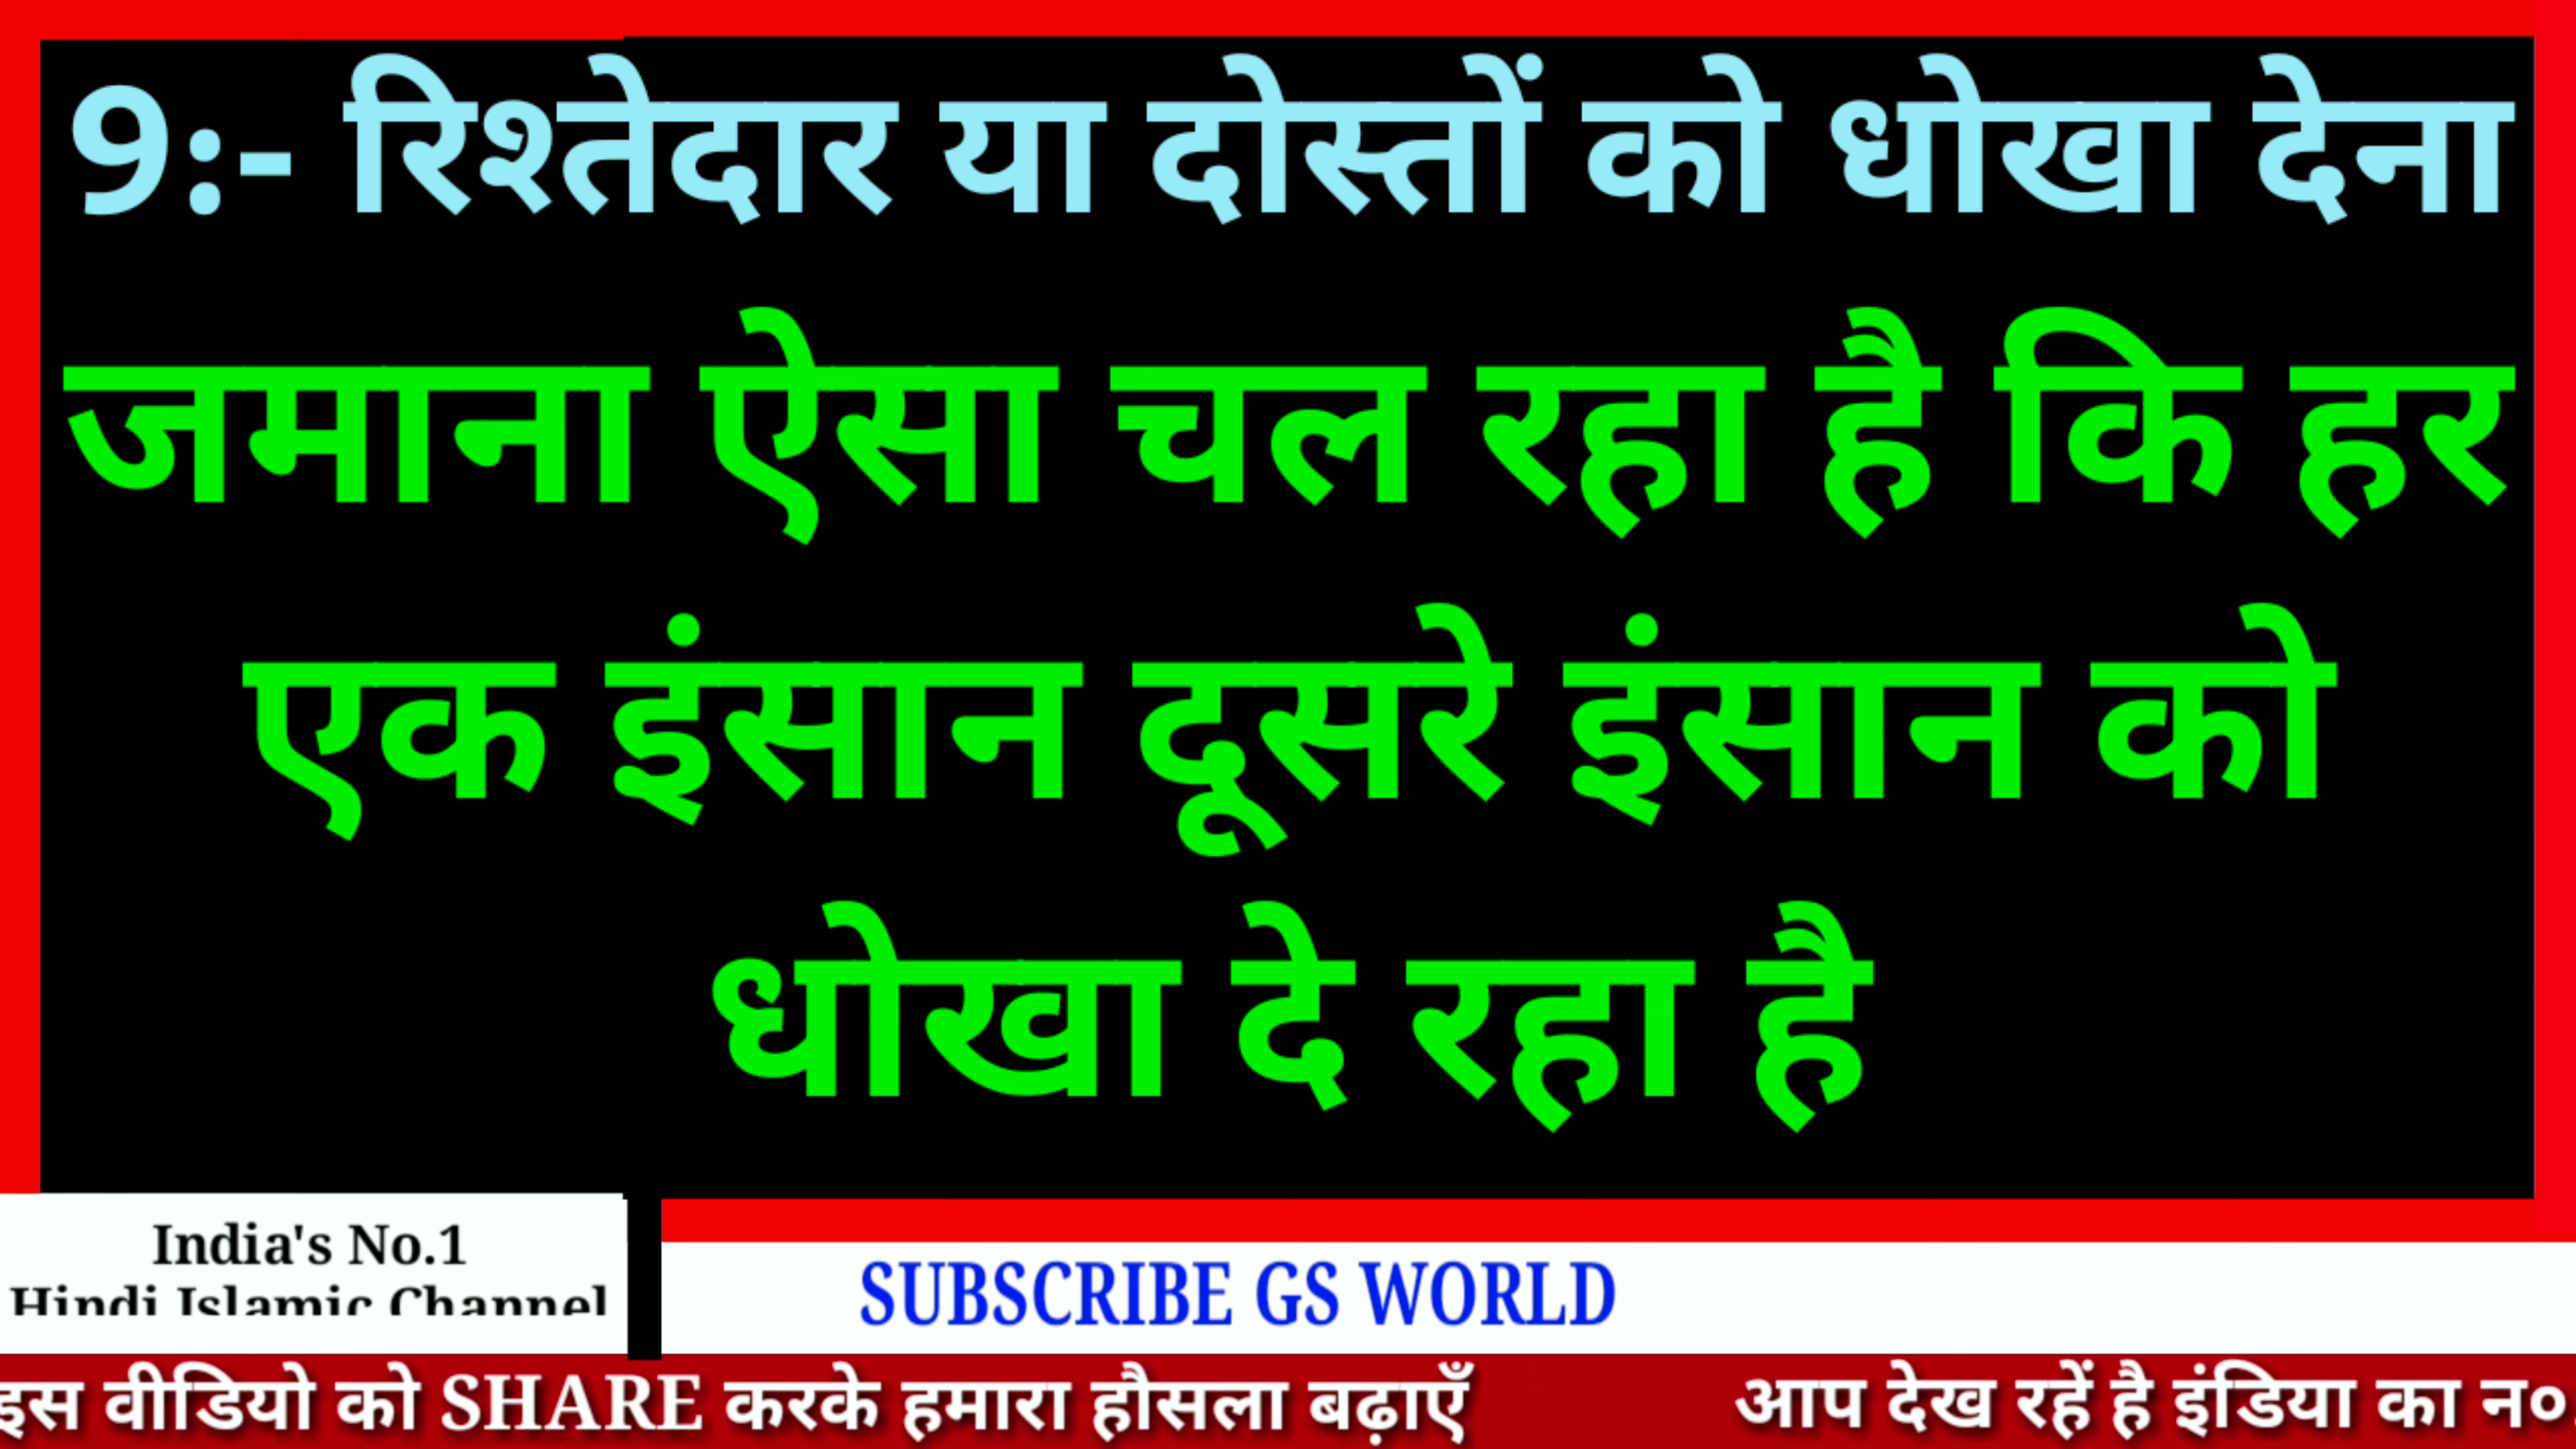 9:- रिश्तेदार या दोस्तों को धोखा देना
जमाना ऐसा चल रहा है कि हर
एक इंसान दूसरे इंसान को
धोखा दे रहा है
India's No.1
Hindi Islamic Channel
SUBSCRIBE GS WORLD
इस वीडियो को SHARE करके हमारा हौसला बढ़ाएँ आप देख रहें है इंडिया का न०